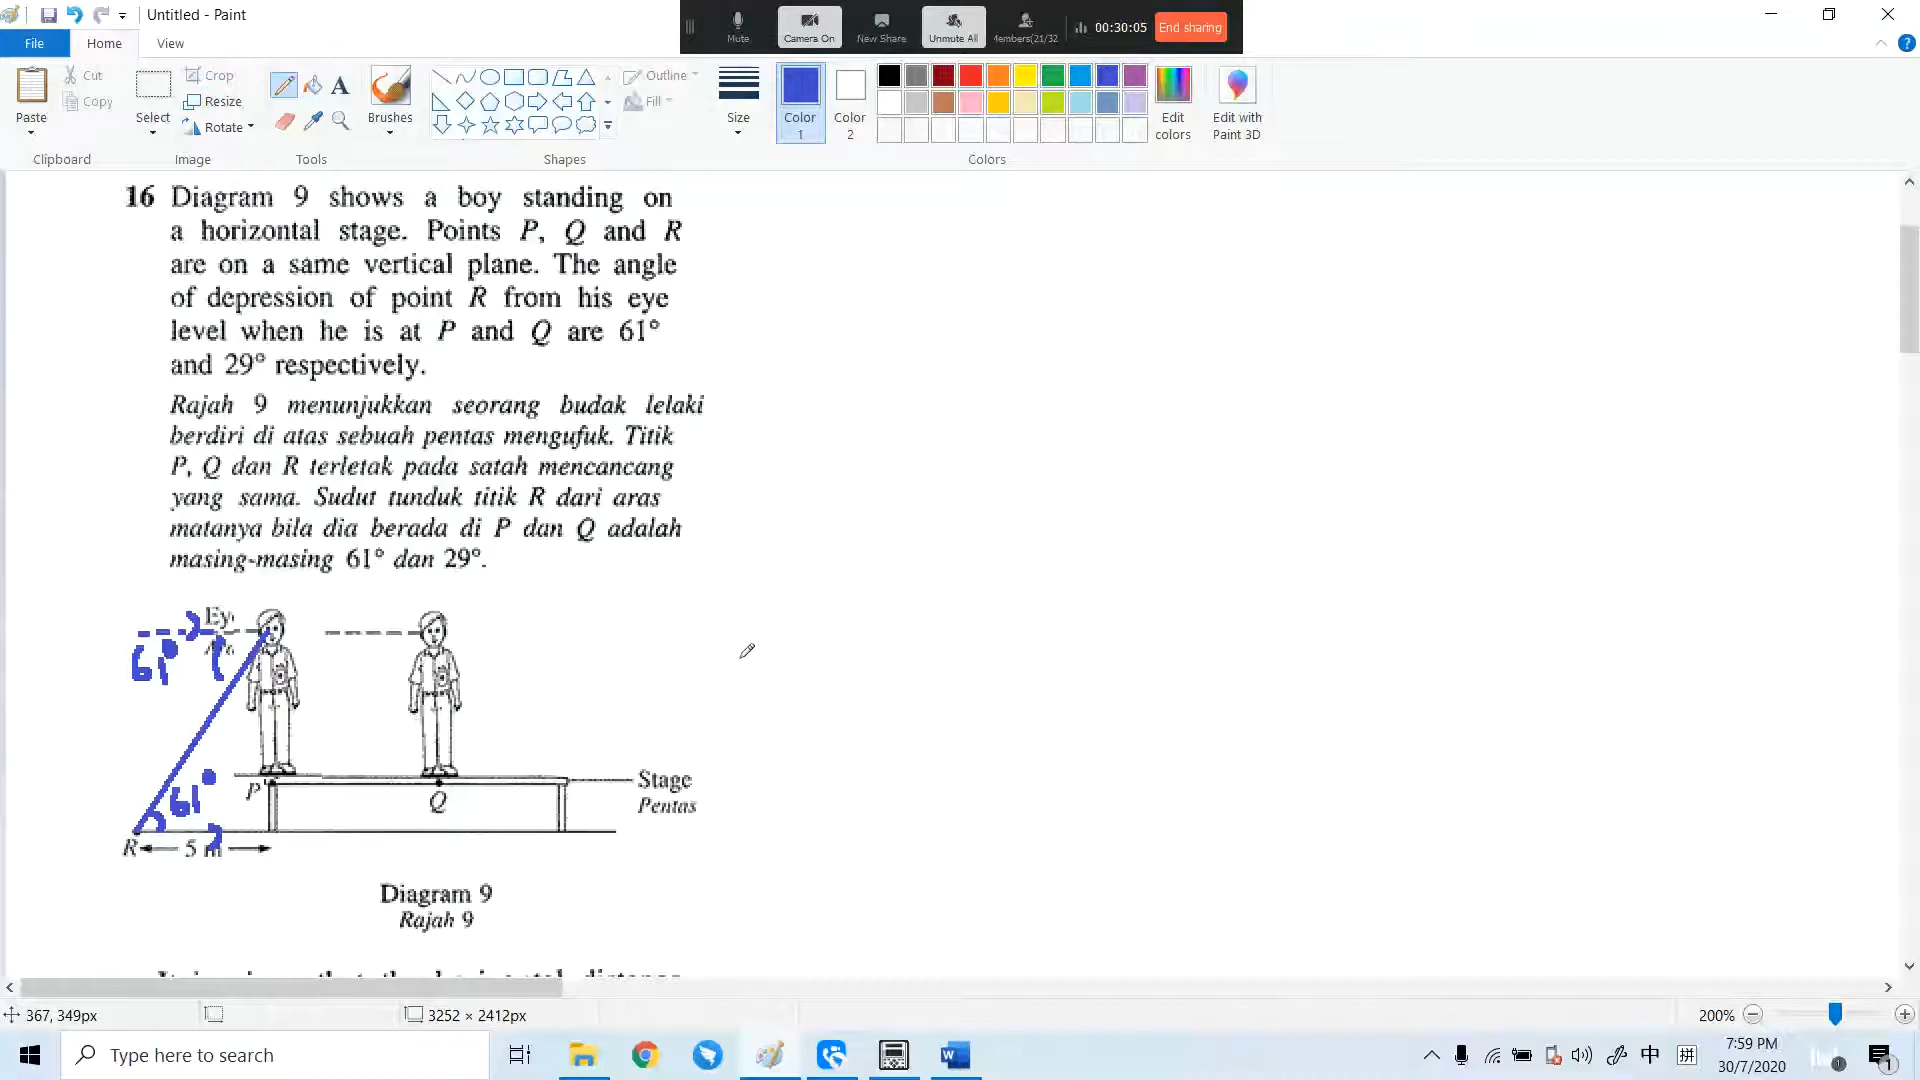 Untitled - Paint
Mute
Camera On
New Share
Unmute All
Members(21/32
00:30:05
End sharing
File
Home
View
Paste
Cut
Copy
Clipboard
Select
Crop
Resize
Rotate
Image
Tools
Brushes
Shapes
Outline
Fill
Size
Color 1
Color 2
Colors
Edit colors
Edit with Paint 3D
16 Diagram 9 shows a boy standing on
a horizontal stage. Points P, Q and R
are on a same vertical plane. The angle
of depression of point R from his eye
level when he is at P and Q are 61°
and 29° respectively.
Rajah 9 menunjukkan seorang budak lelaki
berdiri di atas sebuah pentas mengufuk. Titik
P, Q dan R terletak pada satah mencancang
yang sama. Sudut tunduk titik R dari aras
matanya bila dia berada di P dan Q adalah
masing-masing 61° dan 29°.
61°
61°
P
Q
Stage
Pentas
R
5 m
Diagram 9
Rajah 9
367, 349px
3252 × 2412px
200%
Type here to search
中
拼
7:59 PM
30/7/2020
1
1